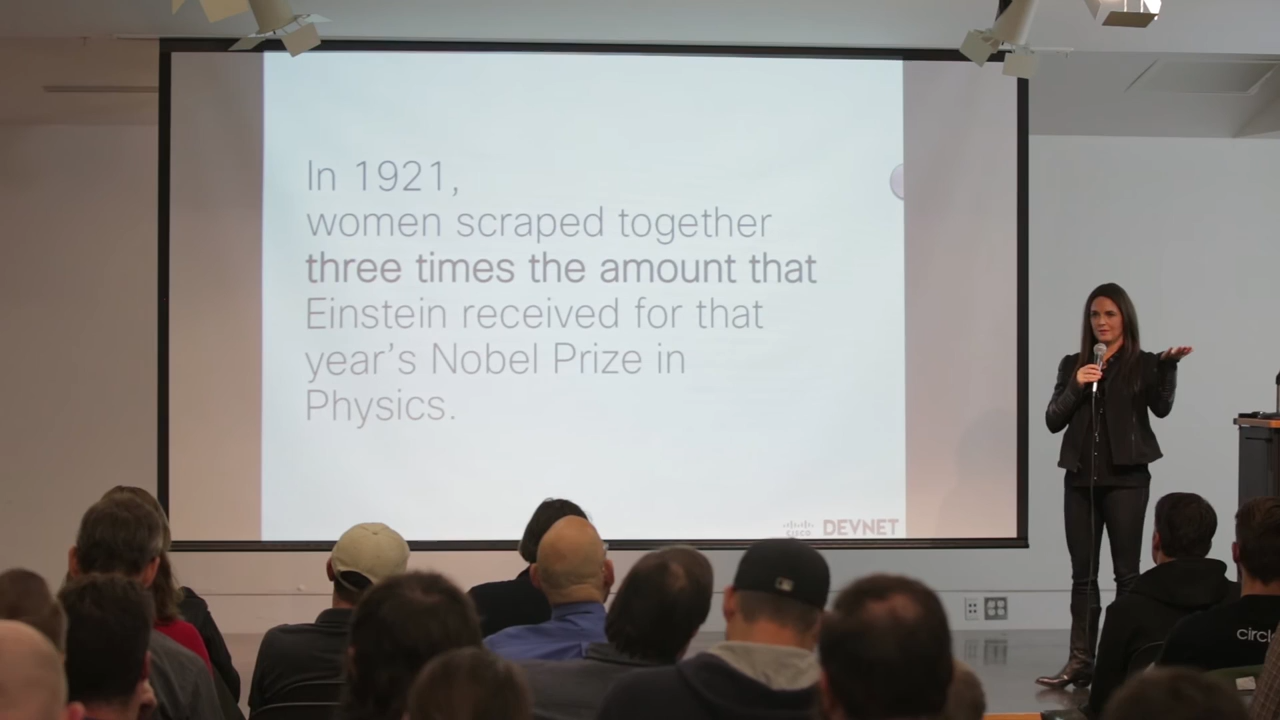 In 1921,
women scraped together
three times the amount that
Einstein received for that
year's Nobel Prize in
Physics.
CISCO DEVNET
circl